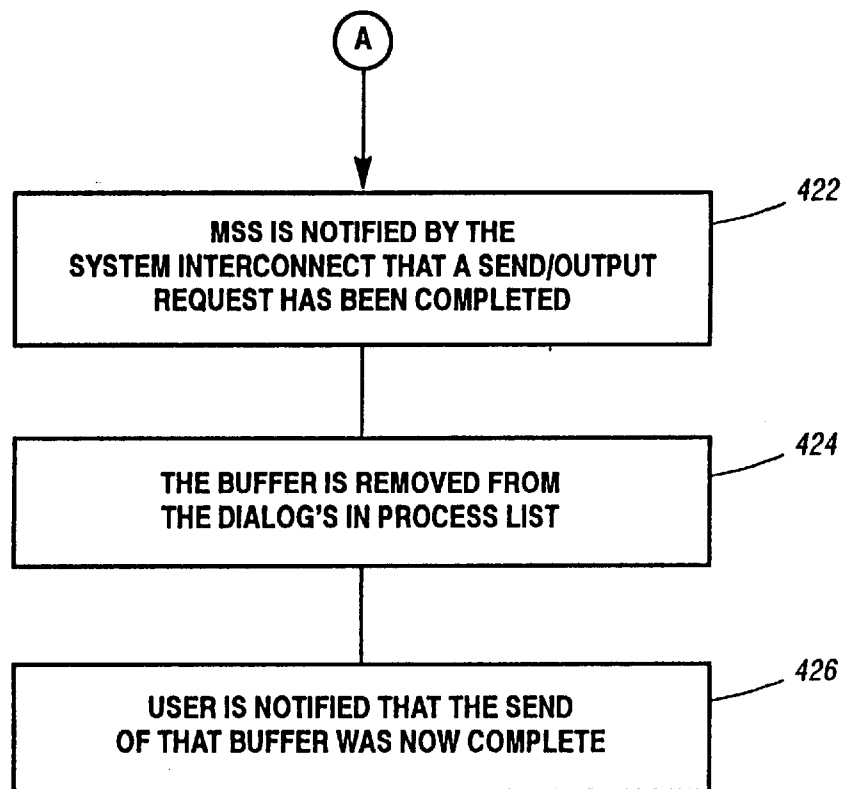 A
422
MSS IS NOTIFIED BY THE
SYSTEM INTERCONNECT THAT A SEND/OUTPUT
REQUEST HAS BEEN COMPLETED
424
THE BUFFER IS REMOVED FROM
THE DIALOG'S IN PROCESS LIST
426
USER IS NOTIFIED THAT THE SEND
OF THAT BUFFER WAS NOW COMPLETE